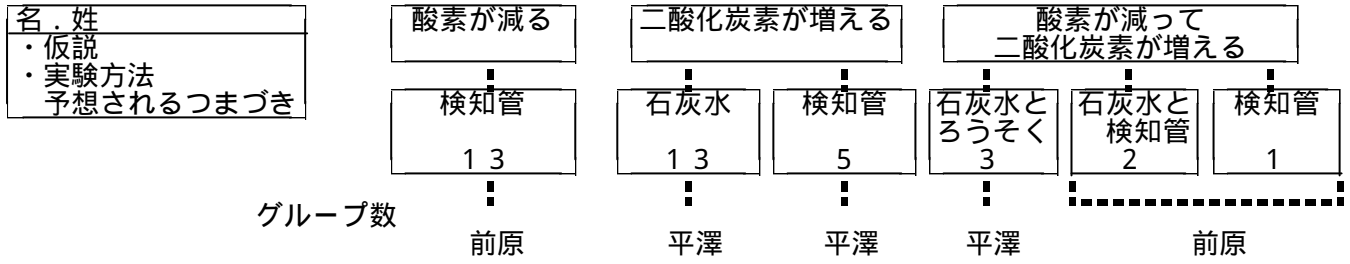 名．姓
・仮説
・実験方法
予想されるつまづき
酸素が減る
二酸化炭素が増える
酸素が減って
二酸化炭素が増える
検知管
１３
石灰水
１３
検知管
5
石灰水と
ろうそく
3
石灰水と
検知管
2
検知管
1
グループ数
前原
平澤
平澤
平澤
前原